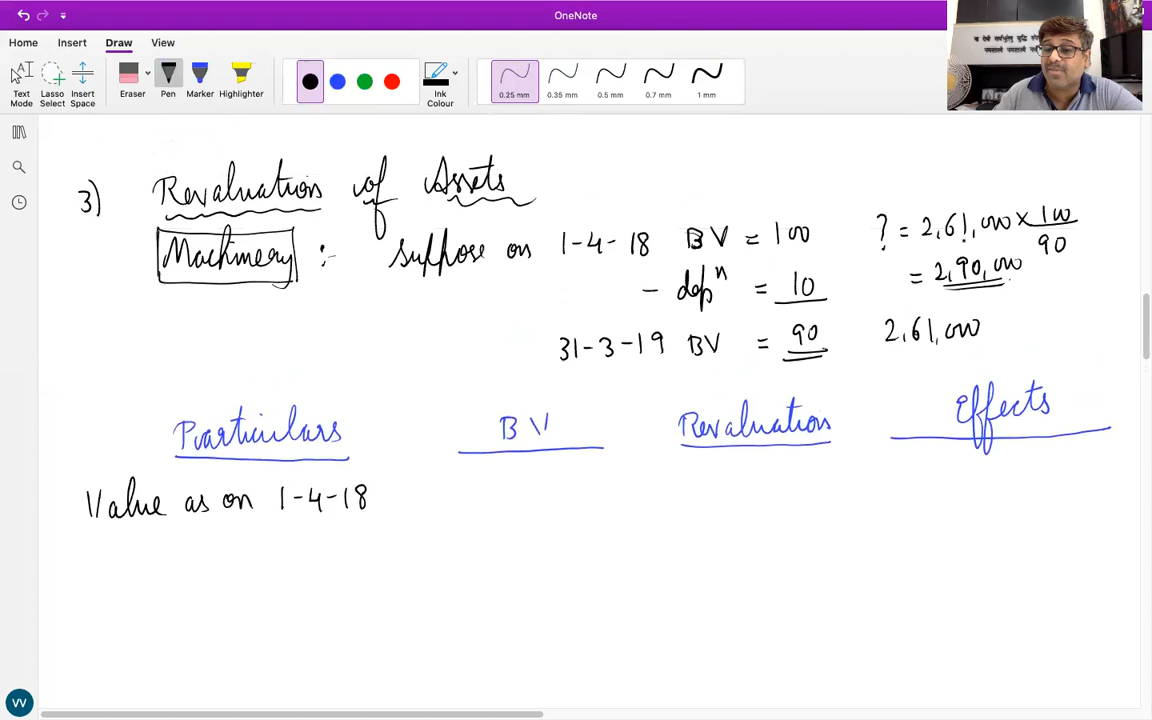 OneNote
Home Insert Draw View
Text Mode Lasso Select Insert Space Eraser Pen Marker Highlighter Ink Colour 0.25 mm 0.35 mm 0.5 mm 0.7 mm 1 mm
3) Revaluation of Assets
Machinery :- suppose on 1-4-18 BV = 100
- depⁿ = 10
31-3-19 BV = 90
? = 2,61,000 × 100/90
= 2,90,000
2,61,000
Particulars BV Revaluation Effects
Value as on 1-4-18
VV